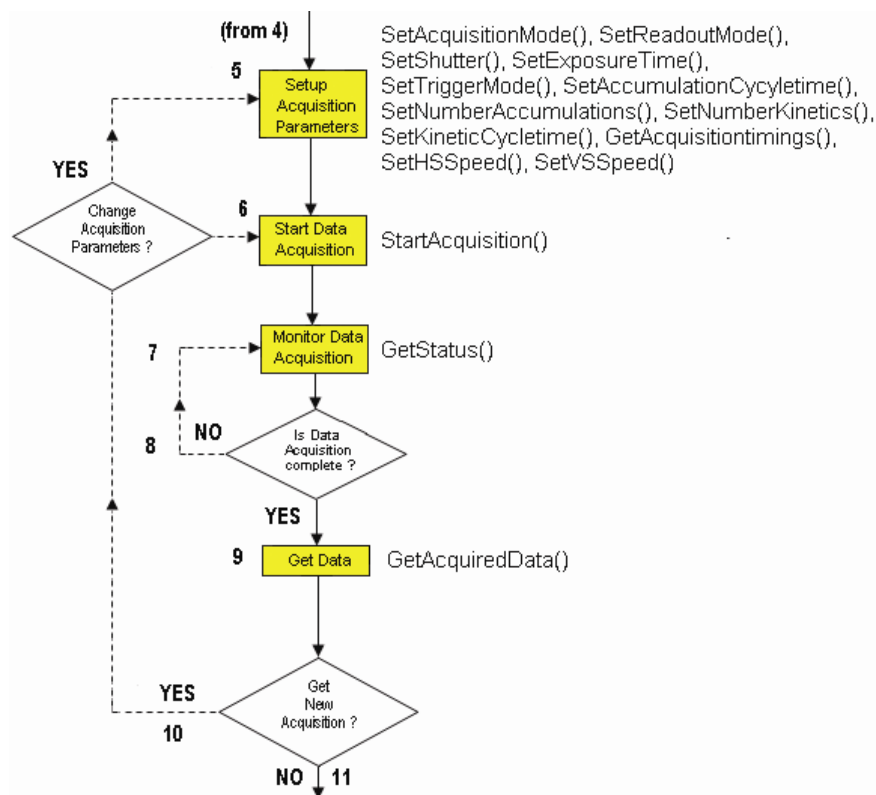 (from 4)
SetAcquisitionMode(), SetReadoutMode(),
SetShutter(), SetExposureTime(),
SetTriggerMode(), SetAccumulationCycyletime(),
SetNumberAccumulations(), SetNumberKinetics(),
SetKineticCycletime(), GetAcquisitiontimings(),
SetHSSpeed(), SetVSSpeed()
5
Setup
Acquisition
Parameters
YES
Change
Acquisition
Parameters ?
6
Start Data
Acquisition
StartAcquisition()
7
Monitor Data
Acquisition
GetStatus()
8
NO
Is Data
Acquisition
complete ?
YES
9
Get Data
GetAcquiredData()
YES
10
Get
New
Acquisition ?
NO
11